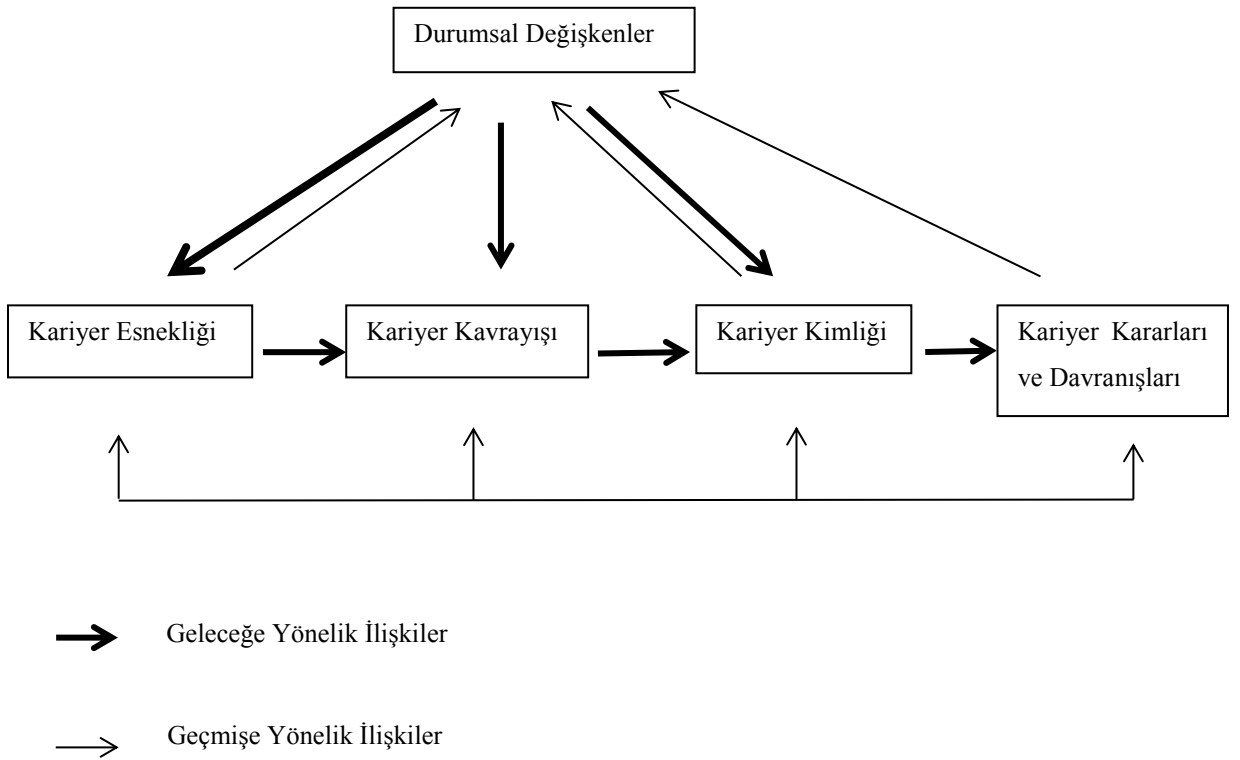 Durumsal Değişkenler
Kariyer Esnekliği
Kariyer Kavrayışı
Kariyer Kimliği
Kariyer Kararları
ve Davranışları
Geleceğe Yönelik İlişkiler
Geçmişe Yönelik İlişkiler